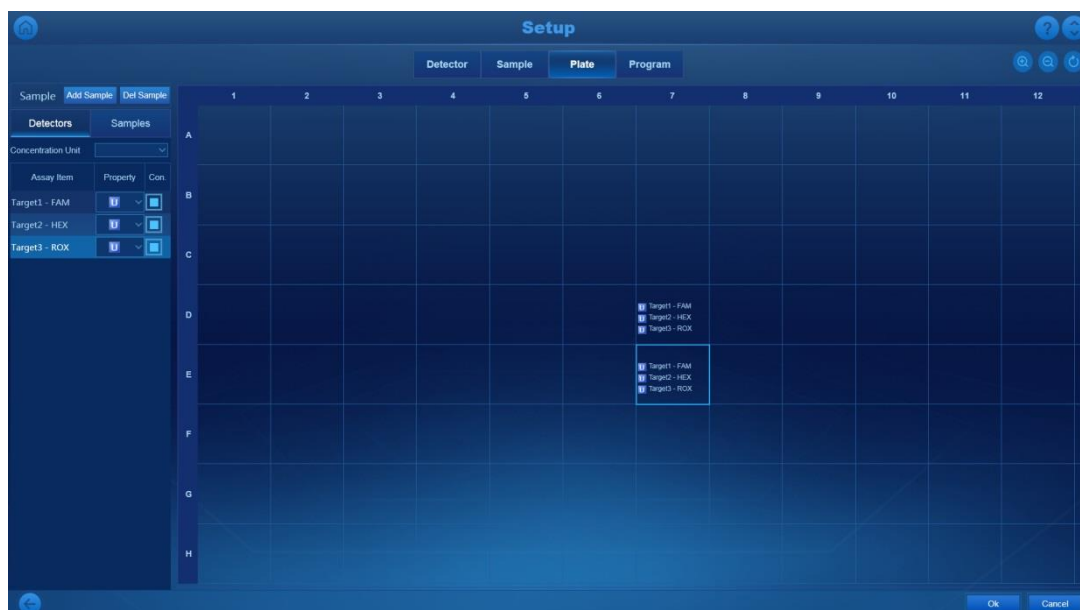 Setup
?
Detector Sample Plate Program
Sample Add Sample Del Sample
1 2 3 4 5 6 7 8 9 10 11 12
Detectors Samples
A
Concentration Unit
Assay Item Property Con.
B
Target1 - FAM U
Target2 - HEX U
Target3 - ROX U
C
D
U Target1 - FAM
U Target2 - HEX
U Target3 - ROX
E
U Target1 - FAM
U Target2 - HEX
U Target3 - ROX
F
G
H
Ok Cancel